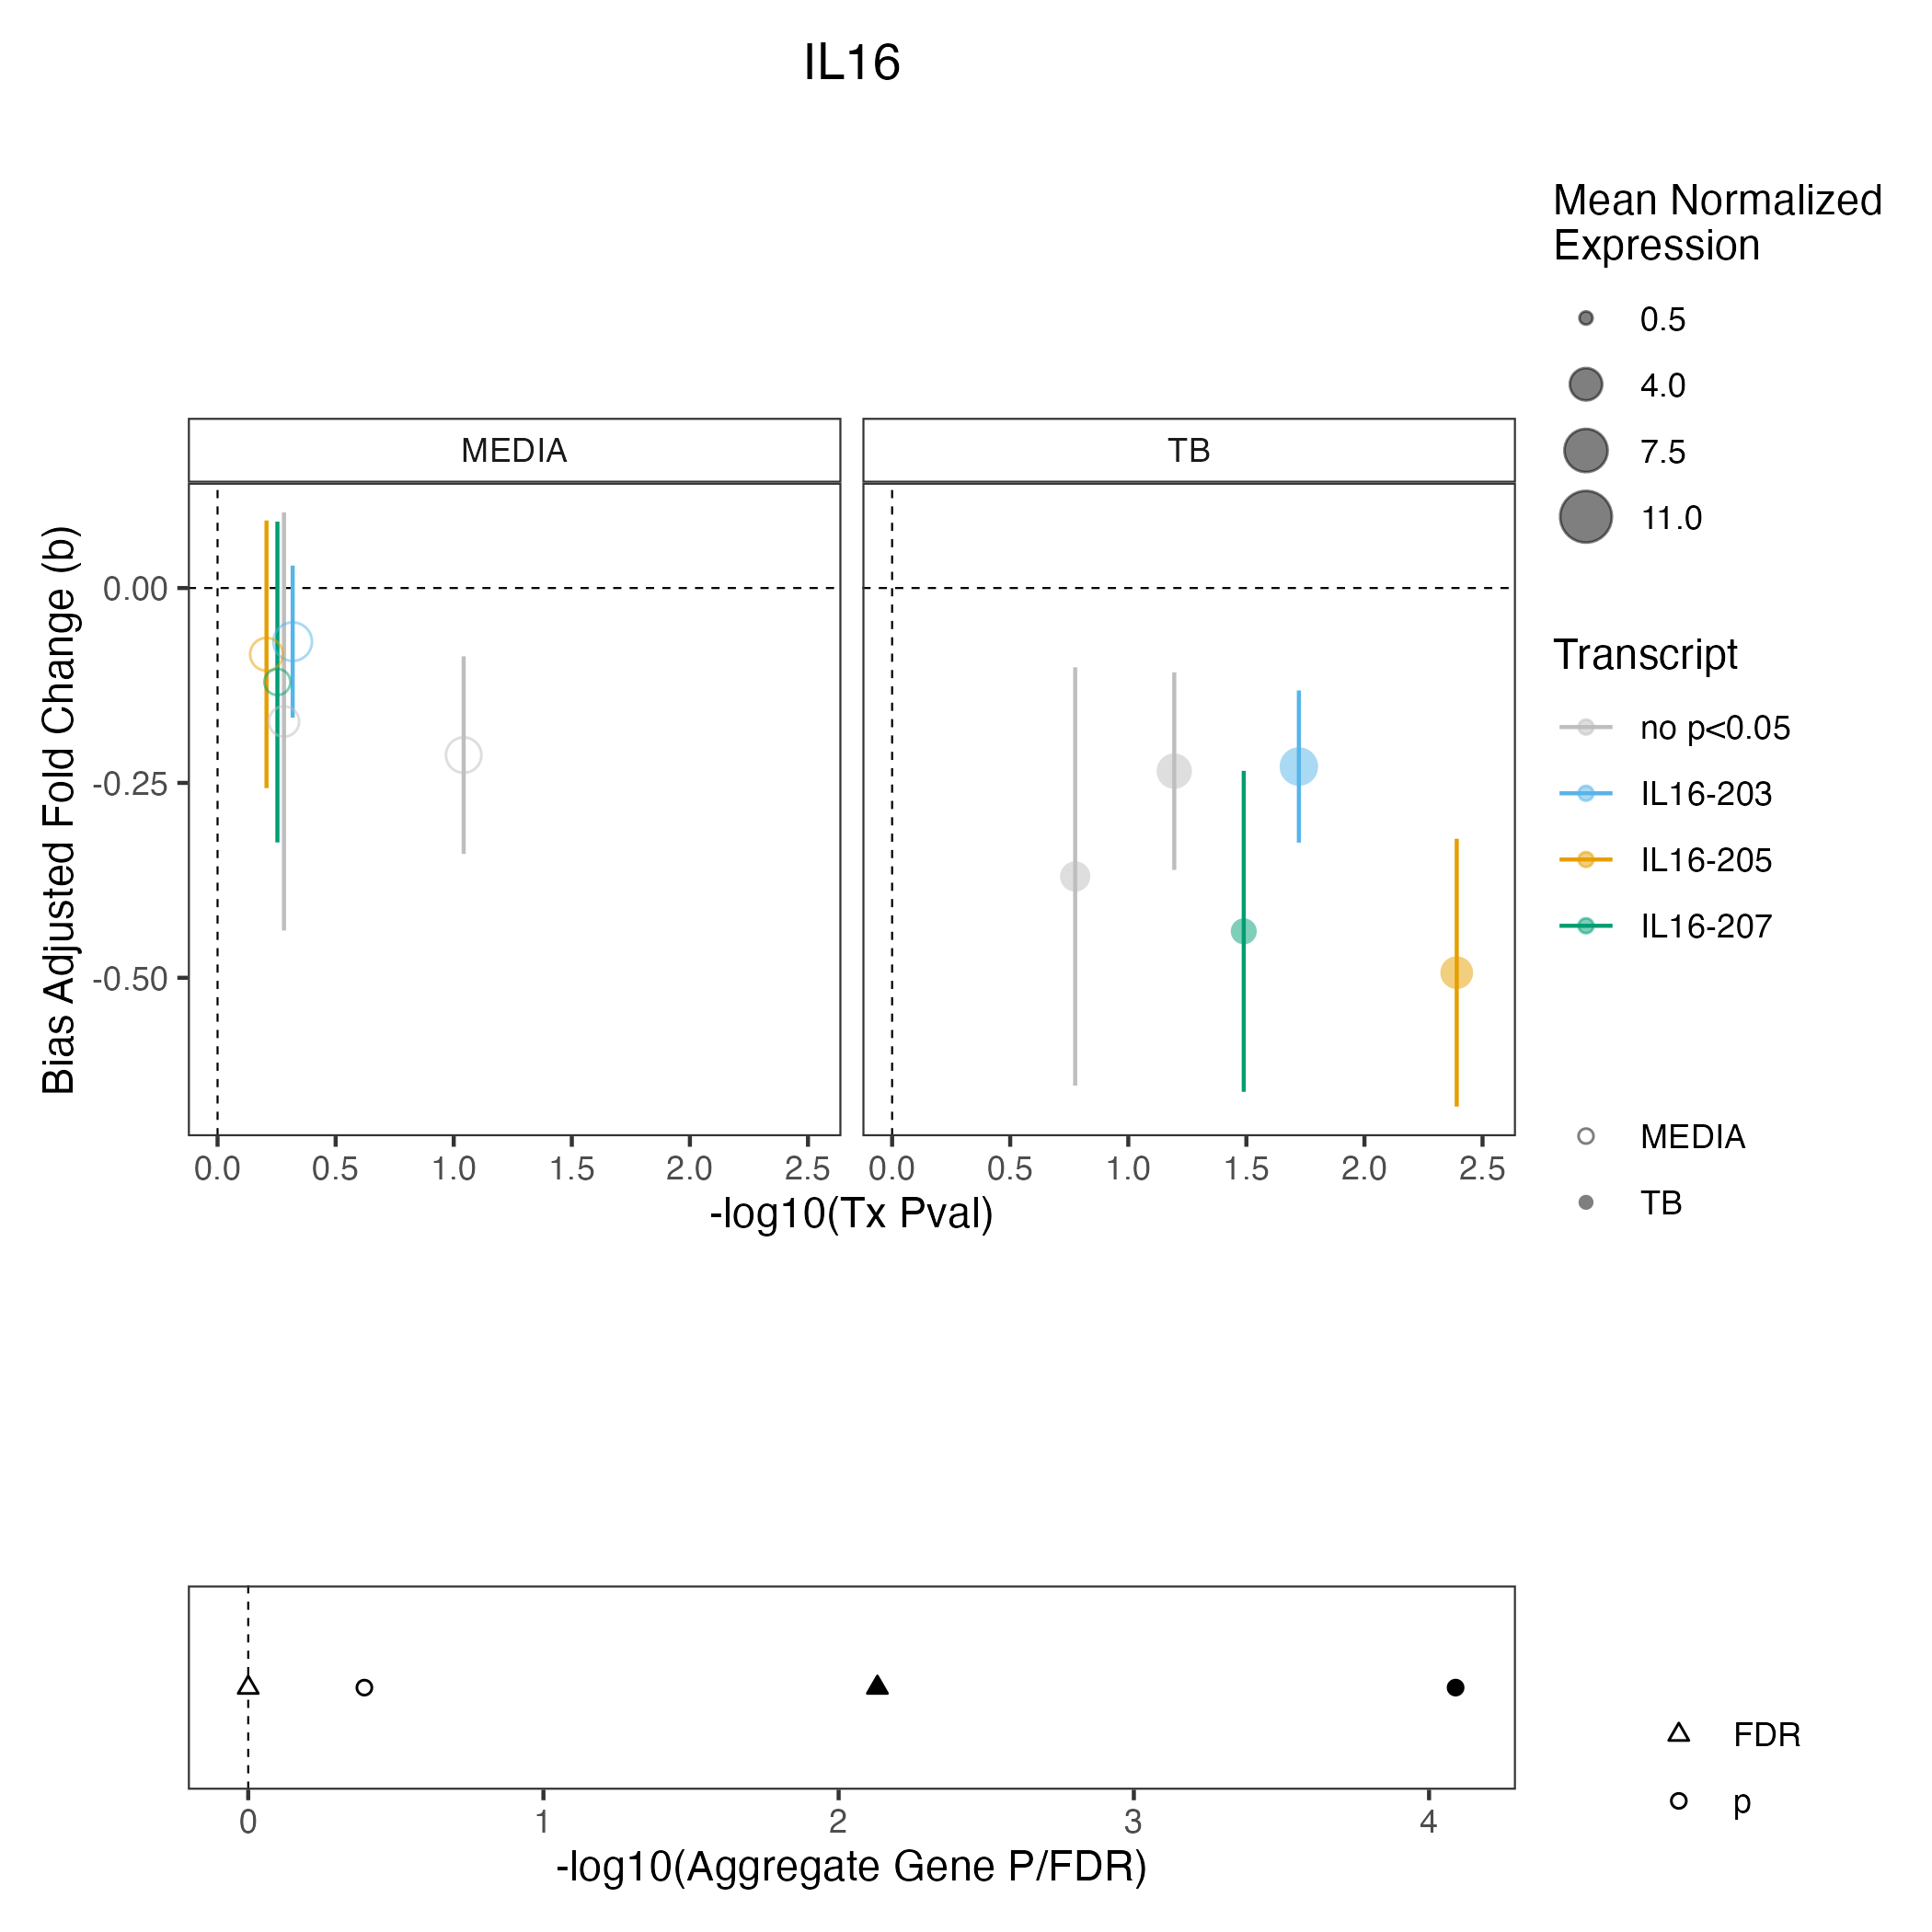 IL16
MEDIA
TB
0.00
-0.25
-0.50
Bias Adjusted Fold Change (b)
0.0 0.5 1.0 1.5 2.0 2.5
0.0 0.5 1.0 1.5 2.0 2.5
-log10(Tx Pval)
Mean Normalized
Expression
0.5
4.0
7.5
11.0
Transcript
no p<0.05
IL16-203
IL16-205
IL16-207
MEDIA
TB
0 1 2 3 4
-log10(Aggregate Gene P/FDR)
FDR
p